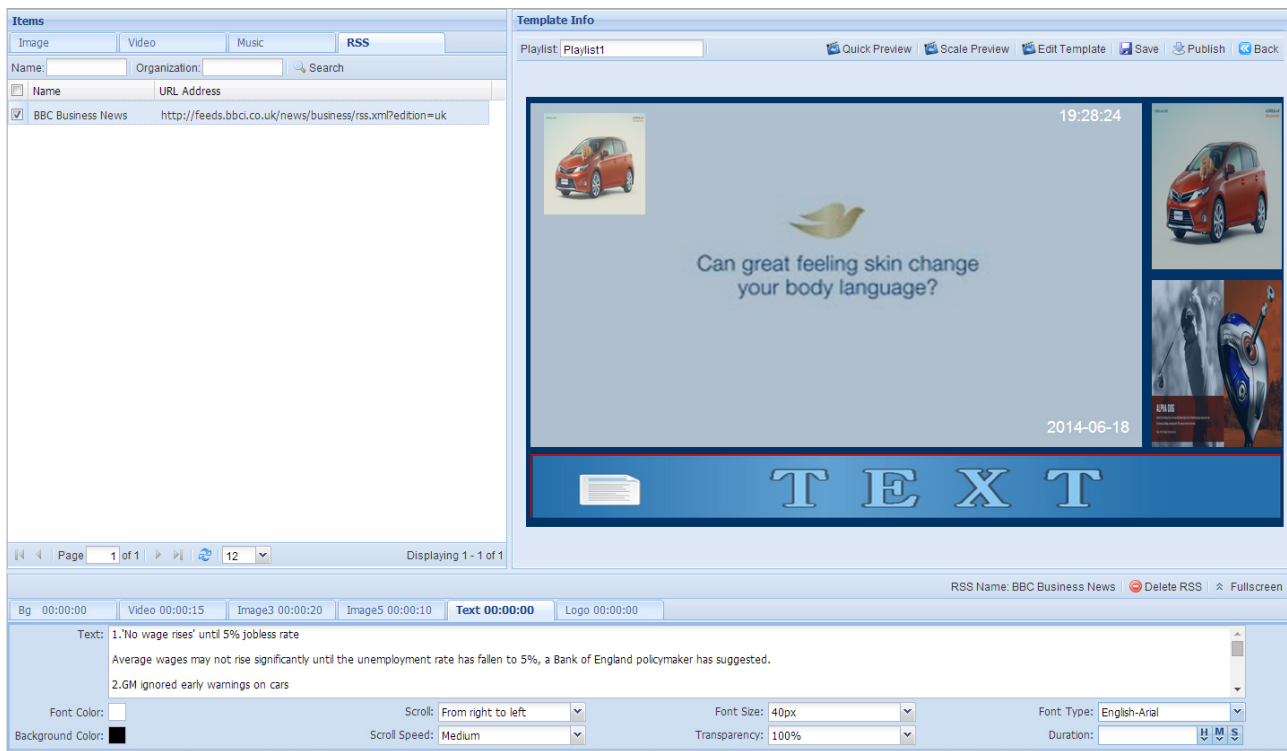 Items
Image Video Music RSS
Name: Organization: Search
Name URL Address
BBC Business News http://feeds.bbci.co.uk/news/business/rss.xml?edition=uk
Page 1 of 1 12 Displaying 1 - 1 of 1
Template Info
Playlist: Playlist1 Quick Preview Scale Preview Edit Template Save Publish Back
19:28:24
Can great feeling skin change
your body language?
2014-06-18
TEXT
RSS Name: BBC Business News Delete RSS Fullscreen
Bg 00:00:00 Video 00:00:15 Image3 00:00:20 Image5 00:00:10 Text 00:00:00 Logo 00:00:00
Text: 1.'No wage rises' until 5% jobless rate
Average wages may not rise significantly until the unemployment rate has fallen to 5%, a Bank of England policymaker has suggested.
2.GM ignored early warnings on cars
Font Color: Scroll: From right to left Font Size: 40px Font Type: English-Arial
Background Color: Scroll Speed: Medium Transparency: 100% Duration: H M S